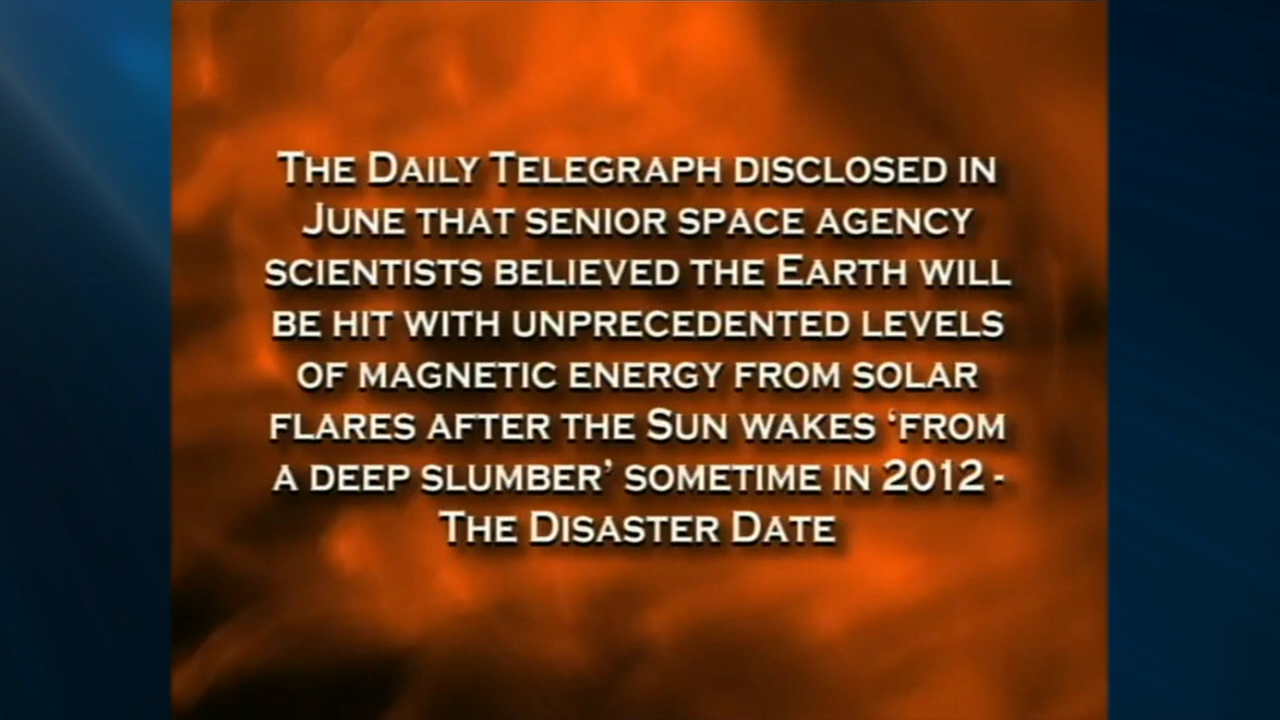 The Daily Telegraph disclosed in
June that senior space agency
scientists believed the Earth will
be hit with unprecedented levels
of magnetic energy from solar
flares after the Sun wakes ‘from
a deep slumber’ sometime in 2012 -
The Disaster Date